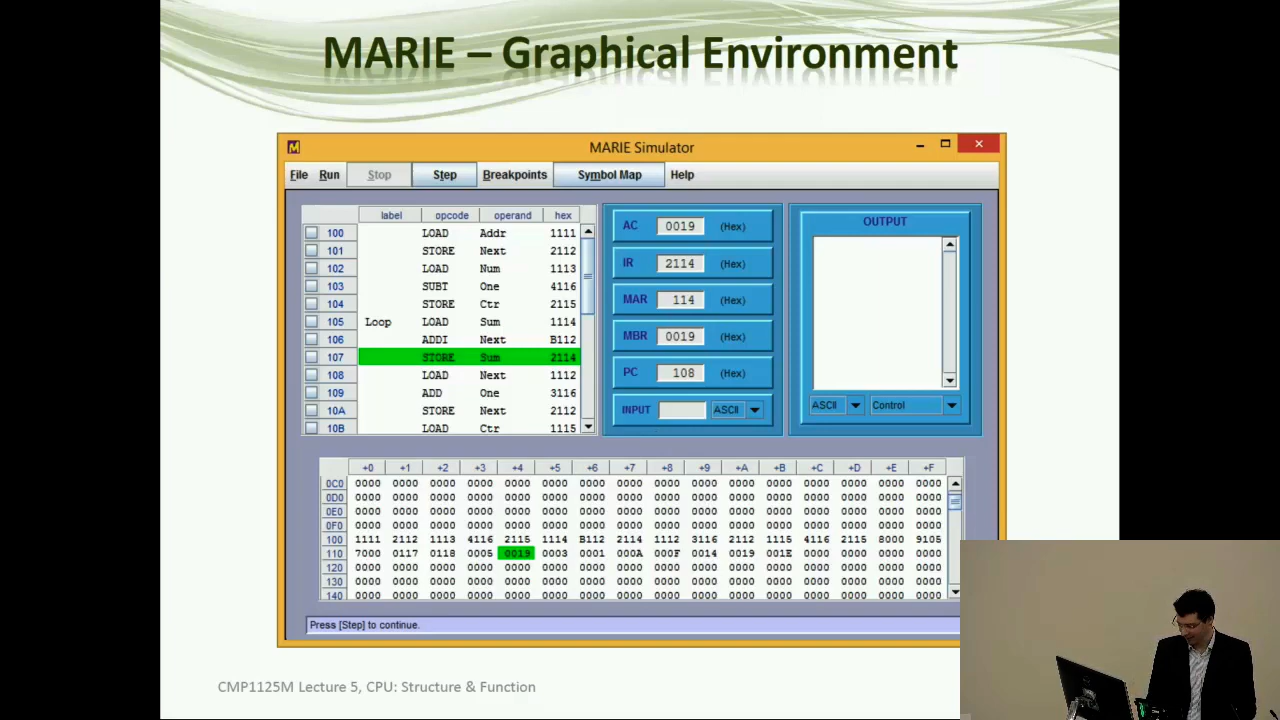 MARIE – Graphical Environment
MARIE Simulator
File Run Stop Step Breakpoints Symbol Map Help
label opcode operand hex
100 LOAD Addr 1111
101 STORE Next 2112
102 LOAD Num 1113
103 SUBT One 4116
104 STORE Ctr 2115
105 Loop LOAD Sum 1114
106 ADDI Next B112
107 STORE Sum 2114
108 LOAD Next 1112
109 ADD One 3116
10A STORE Next 2112
10B LOAD Ctr 1115
AC 0019 (Hex)
IR 2114 (Hex)
MAR 114 (Hex)
MBR 0019 (Hex)
PC 108 (Hex)
INPUT ASCII
OUTPUT
ASCII Control
+0 +1 +2 +3 +4 +5 +6 +7 +8 +9 +A +B +C +D +E +F
0C0 0000 0000 0000 0000 0000 0000 0000 0000 0000 0000 0000 0000 0000 0000 0000 0000
0D0 0000 0000 0000 0000 0000 0000 0000 0000 0000 0000 0000 0000 0000 0000 0000 0000
0E0 0000 0000 0000 0000 0000 0000 0000 0000 0000 0000 0000 0000 0000 0000 0000 0000
0F0 0000 0000 0000 0000 0000 0000 0000 0000 0000 0000 0000 0000 0000 0000 0000 0000
100 1111 2112 1113 4116 2115 1114 B112 2114 1112 3116 2112 1115 4116 2115 8000 9105
110 7000 0117 0118 0005 0019 0003 0001 000A 000F 0014 0019 001E 0000 0000 0000 0000
120 0000 0000 0000 0000 0000 0000 0000 0000 0000 0000 0000 0000 0000 0000 0000 0000
130 0000 0000 0000 0000 0000 0000 0000 0000 0000 0000 0000 0000 0000 0000 0000 0000
140 0000 0000 0000 0000 0000 0000 0000 0000 0000 0000 0000 0000 0000 0000 0000 0000
Press [Step] to continue.
CMP1125M Lecture 5, CPU: Structure & Function